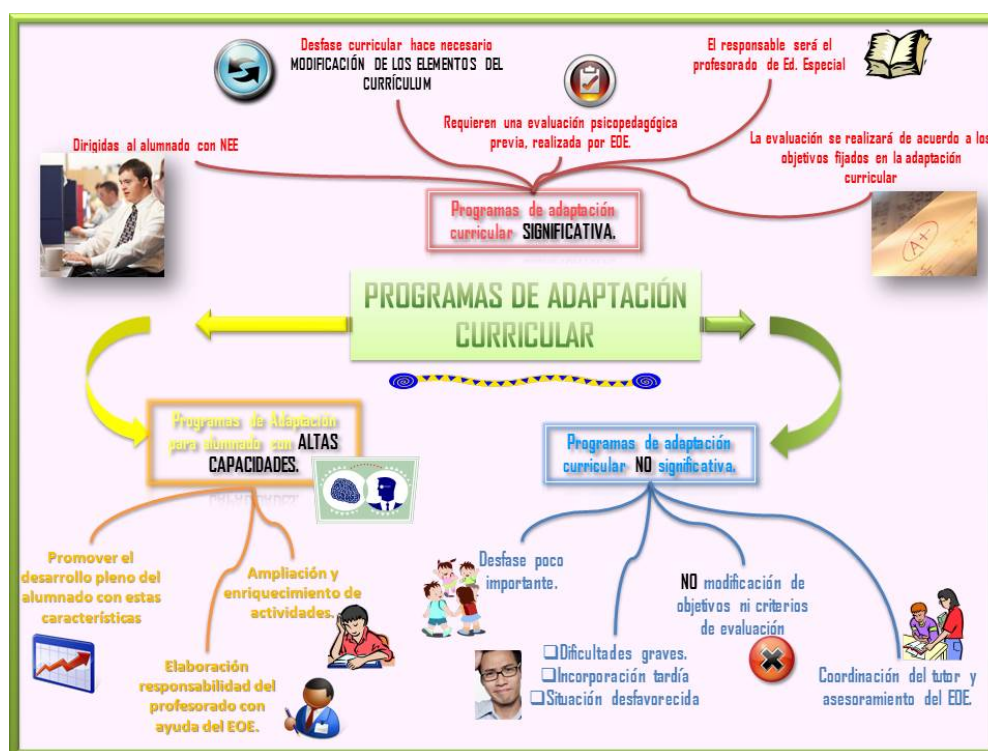 Desfase curricular hace necesario
MODIFICACIÓN DE LOS ELEMENTOS DEL
CURRÍCULUM
El responsable será el
profesorado de Ed. Especial
Requieren una evaluación psicopedagógica
previa, realizada por EOE.
Dirigidas al alumnado con NEE
La evaluación se realizará de acuerdo a los
objetivos fijados en la adaptación
curricular
A+
Programas de adaptación
curricular SIGNIFICATIVA.
PROGRAMAS DE ADAPTACIÓN
CURRICULAR
Programas de Adaptación
para alumnado con ALTAS
CAPACIDADES.
Programas de adaptación
curricular NO significativa.
Promover el
desarrollo pleno del
alumnado con estas
características
Ampliación y
enriquecimiento de
actividades.
Elaboración
responsabilidad del
profesorado con
ayuda del EOE.
Desfase poco
importante.
❑Dificultades graves.
❑Incorporación tardía
❑Situación desfavorecida
NO modificación de
objetivos ni criterios
de evaluación
Coordinación del tutor y
asesoramiento del EOE.